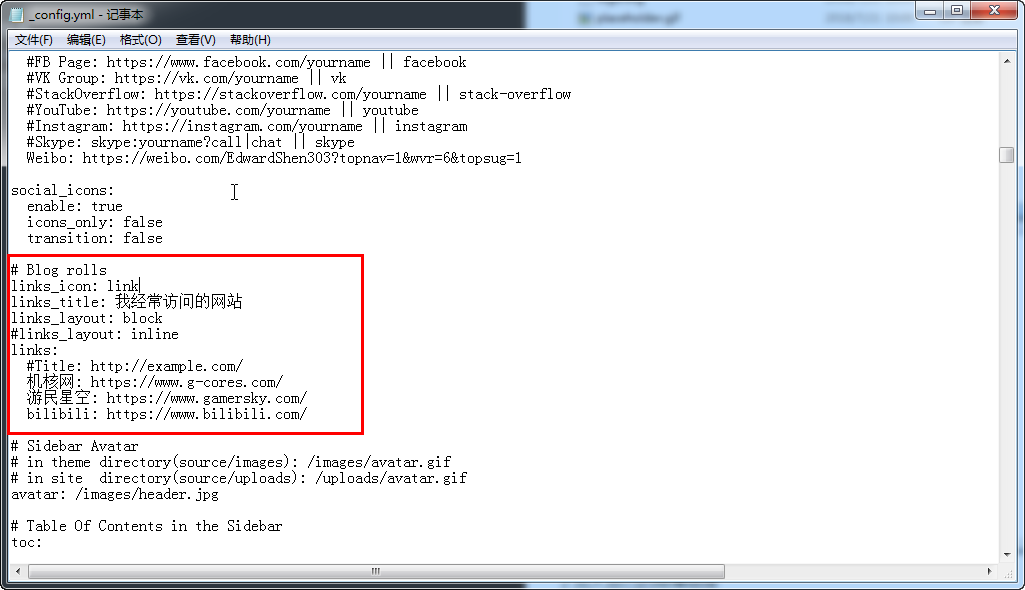 _config.yml - 记事本
文件(F) 编辑(E) 格式(O) 查看(V) 帮助(H)
#FB Page: https://www.facebook.com/yourname || facebook
#VK Group: https://vk.com/yourname || vk
#StackOverflow: https://stackoverflow.com/yourname || stack-overflow
#YouTube: https://youtube.com/yourname || youtube
#Instagram: https://instagram.com/yourname || instagram
#Skype: skype:yourname?call|chat || skype
Weibo: https://weibo.com/EdwardShen303?topnav=1&wvr=6&topsug=1
social_icons:
enable: true
icons_only: false
transition: false
# Blog rolls
links_icon: link
links_title: 我经常访问的网站
links_layout: block
#links_layout: inline
links:
#Title: http://example.com/
机核网: https://www.g-cores.com/
游民星空: https://www.gamersky.com/
bilibili: https://www.bilibili.com/
# Sidebar Avatar
# in theme directory(source/images): /images/avatar.gif
# in site  directory(source/uploads): /uploads/avatar.gif
avatar: /images/header.jpg
# Table Of Contents in the Sidebar
toc: